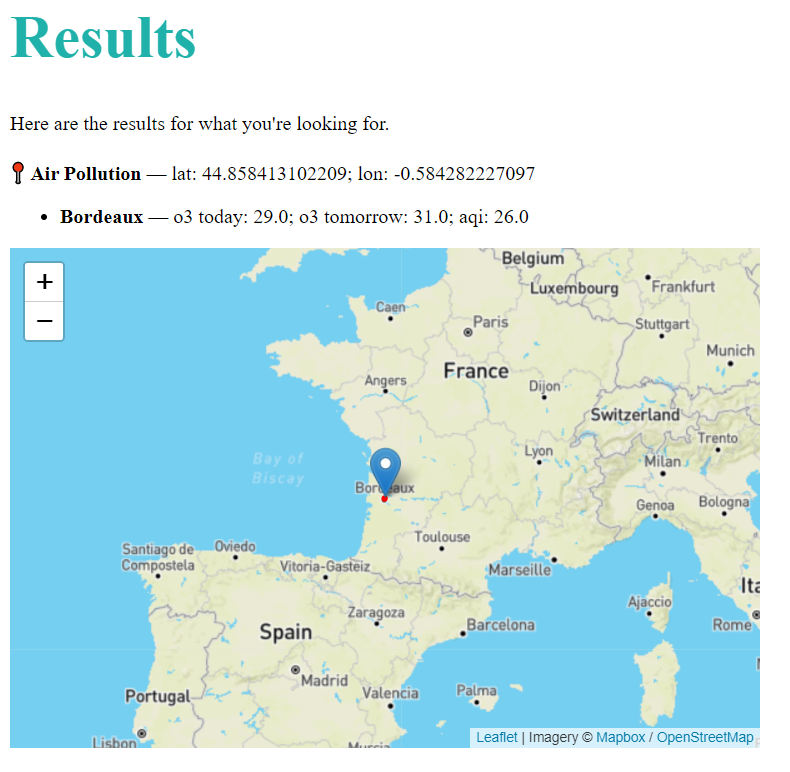 Results
Here are the results for what you're looking for.
Air Pollution — lat: 44.858413102209; lon: -0.584282227097
• Bordeaux — o3 today: 29.0; o3 tomorrow: 31.0; aqi: 26.0
+
−
Belgium
Luxembourg
Frankfurt
Caen
Paris
Stuttgart
Munich
France
Angers
Dijon
Switzerland
Trento
Lyon
Milan
Bay of
Biscay
Bordeaux
Genoa
Bologna
Toulouse
Santiago de
Compostela
Oviedo
Vitoria-Gasteiz
Marseille
Ita
Ajaccio
Zaragoza
Barcelona
Rome
Spain
Madrid
Portugal
Valencia
Palma
Lisbon
Murcia
Leaflet | Imagery © Mapbox / OpenStreetMap